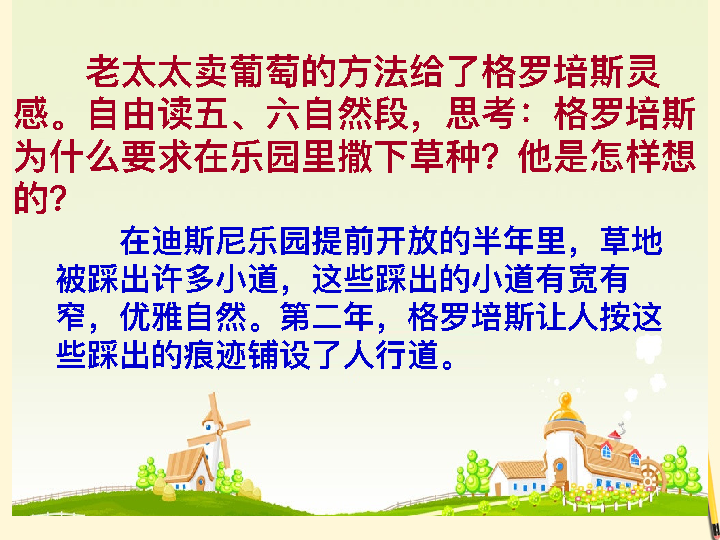 老太太卖葡萄的方法给了格罗培斯灵
感。自由读五、六自然段，思考：格罗培斯
为什么要求在乐园里撒下草种？他是怎样想
的？
在迪斯尼乐园提前开放的半年里，草地
被踩出许多小道，这些踩出的小道有宽有
窄，优雅自然。第二年，格罗培斯让人按这
些踩出的痕迹铺设了人行道。